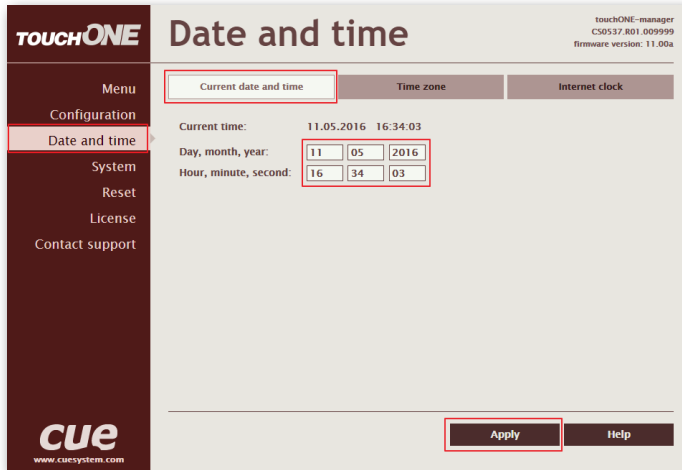 TOUCHONE
Date and time
touchONE-manager
CS0537.R01.009999
firmware version: 11.00a
Menu
Configuration
Date and time
System
Reset
License
Contact support
Current date and time
Time zone
Internet clock
Current time: 11.05.2016 16:34:03
Day, month, year: 11 05 2016
Hour, minute, second: 16 34 03
Apply
Help
cue
www.cuesystem.com